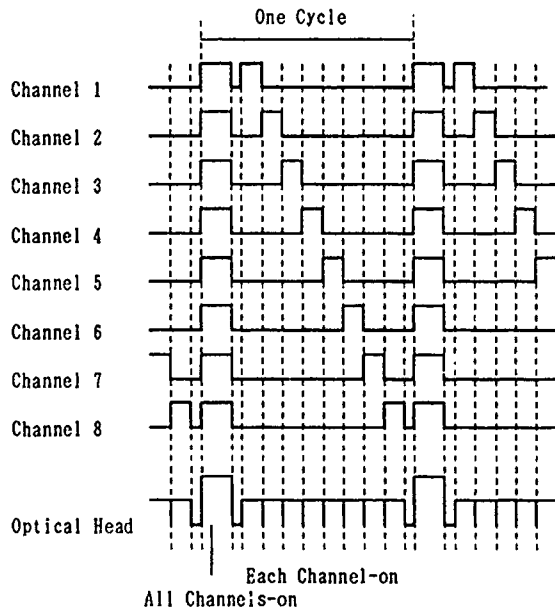 One Cycle
Channel 1
Channel 2
Channel 3
Channel 4
Channel 5
Channel 6
Channel 7
Channel 8
Optical Head
Each Channel-on
All Channels-on